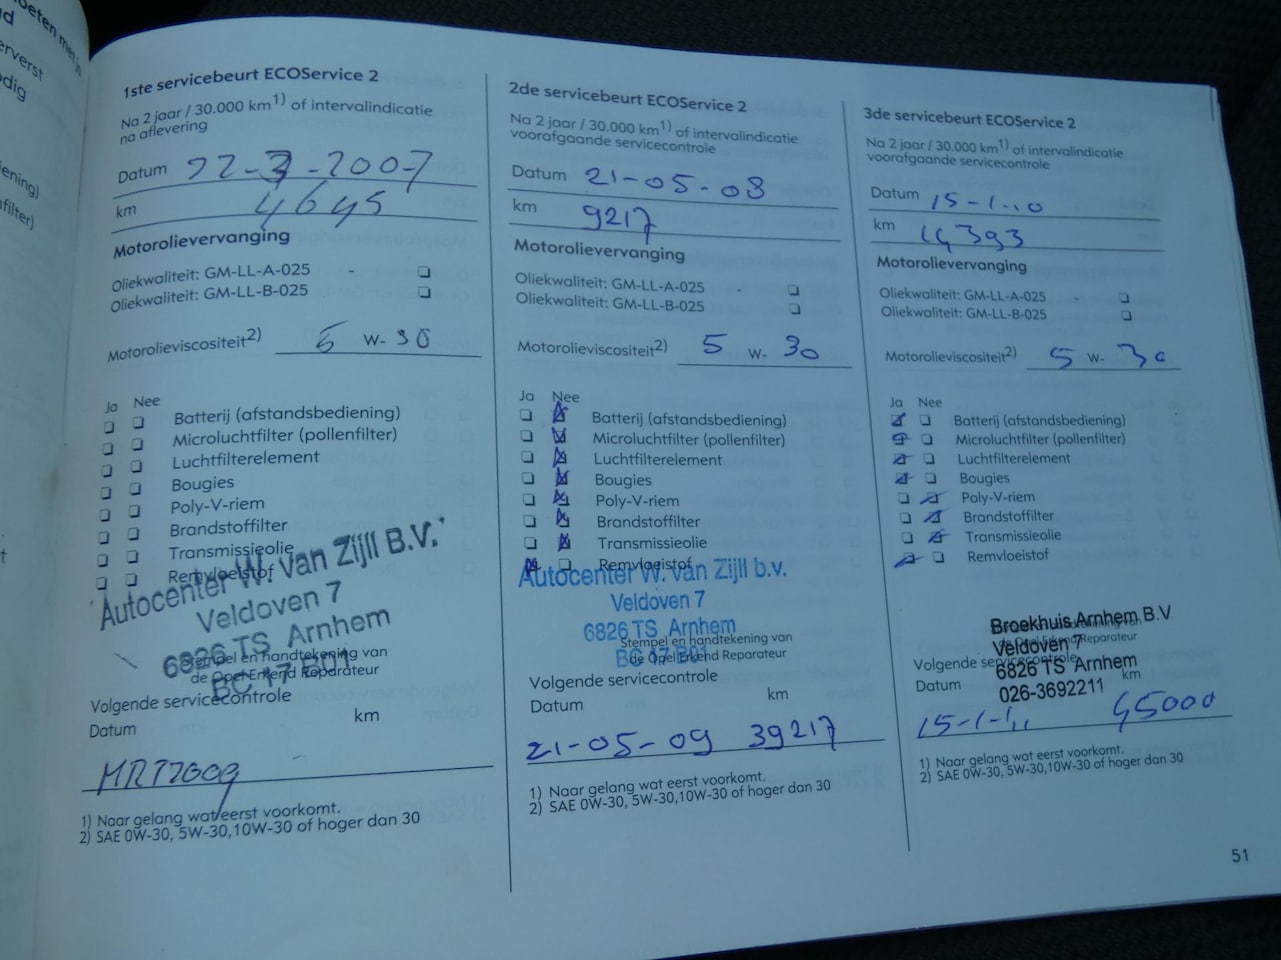 1ste servicebeurt ECOService 2
Na 2 jaar / 30.000 km1) of intervalindicatie
na aflevering
Datum 22-3-2007
km 4645
Motorolievervanging
Oliekwaliteit: GM-LL-A-025 -
Oliekwaliteit: GM-LL-B-025
Motorolieviscositeit2) 5 W- 30
Ja Nee
Batterij (afstandsbediening)
Microluchtfilter (pollenfilter)
Luchtfilterelement
Bougies
Poly-V-riem
Brandstoffilter
Transmissieolie
Remvloeistof
Autocenter W. van Zijll B.V.
Veldoven 7
6826 TS Arnhem
BC 17 B01
Stempel en handtekening van
de Opel Erkend Reparateur
Volgende servicecontrole
Datum km
MRT2009
1) Naar gelang wat eerst voorkomt.
2) SAE 0W-30, 5W-30,10W-30 of hoger dan 30
2de servicebeurt ECOService 2
Na 2 jaar / 30.000 km1) of intervalindicatie
voorafgaande servicecontrole
Datum 21-05-08
km 9217
Motorolievervanging
Oliekwaliteit: GM-LL-A-025 -
Oliekwaliteit: GM-LL-B-025
Motorolieviscositeit2) 5 W- 30
Ja Nee
Batterij (afstandsbediening)
Microluchtfilter (pollenfilter)
Luchtfilterelement
Bougies
Poly-V-riem
Brandstoffilter
Transmissieolie
Remvloeistof
Autocenter W. van Zijll b.v.
Veldoven 7
6826 TS Arnhem
BC 17 B01
Stempel en handtekening van
de Opel Erkend Reparateur
Volgende servicecontrole
Datum km
21-05-09 39217
1) Naar gelang wat eerst voorkomt.
2) SAE 0W-30, 5W-30,10W-30 of hoger dan 30
3de servicebeurt ECOService 2
Na 2 jaar / 30.000 km1) of intervalindicatie
voorafgaande servicecontrole
Datum 15-1-10
km 14393
Motorolievervanging
Oliekwaliteit: GM-LL-A-025 -
Oliekwaliteit: GM-LL-B-025
Motorolieviscositeit2) 5 W- 30
Ja Nee
Batterij (afstandsbediening)
Microluchtfilter (pollenfilter)
Luchtfilterelement
Bougies
Poly-V-riem
Brandstoffilter
Transmissieolie
Remvloeistof
Broekhuis Arnhem B.V
Veldoven 7
6826 TS Arnhem
026-3692211
Reparateur
Volgende servicecontrole
Datum km
15-1-11 45000
1) Naar gelang wat eerst voorkomt.
2) SAE 0W-30, 5W-30,10W-30 of hoger dan 30
51